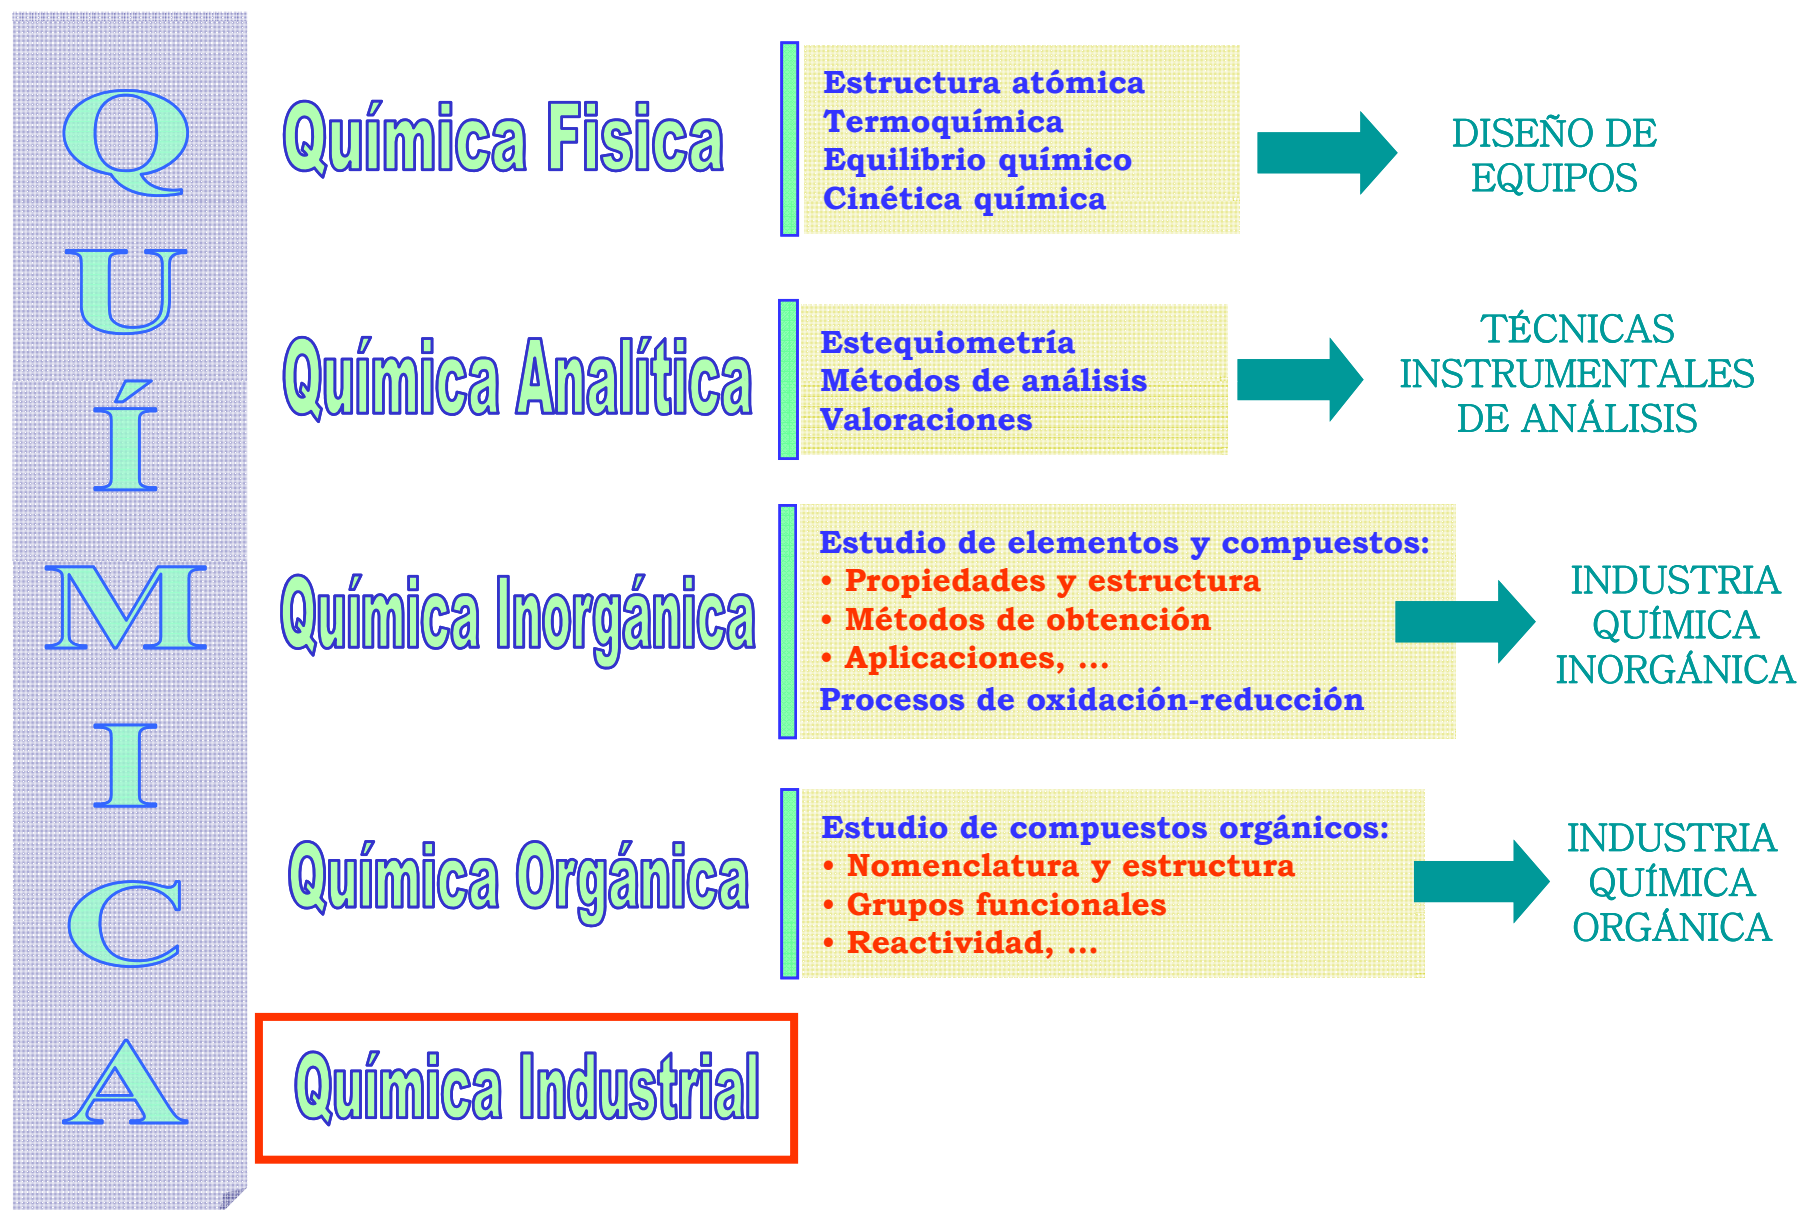 QUÍMICA
Química Fisica
Estructura atómica
Termoquímica
Equilibrio químico
Cinética química
DISEÑO DE
EQUIPOS
Química Analítica
Estequiometría
Métodos de análisis
Valoraciones
TÉCNICAS
INSTRUMENTALES
DE ANÁLISIS
Química Inorgánica
Estudio de elementos y compuestos:
• Propiedades y estructura
• Métodos de obtención
• Aplicaciones, ...
Procesos de oxidación-reducción
INDUSTRIA
QUÍMICA
INORGÁNICA
Química Orgánica
Estudio de compuestos orgánicos:
• Nomenclatura y estructura
• Grupos funcionales
• Reactividad, ...
INDUSTRIA
QUÍMICA
ORGÁNICA
Química Industrial